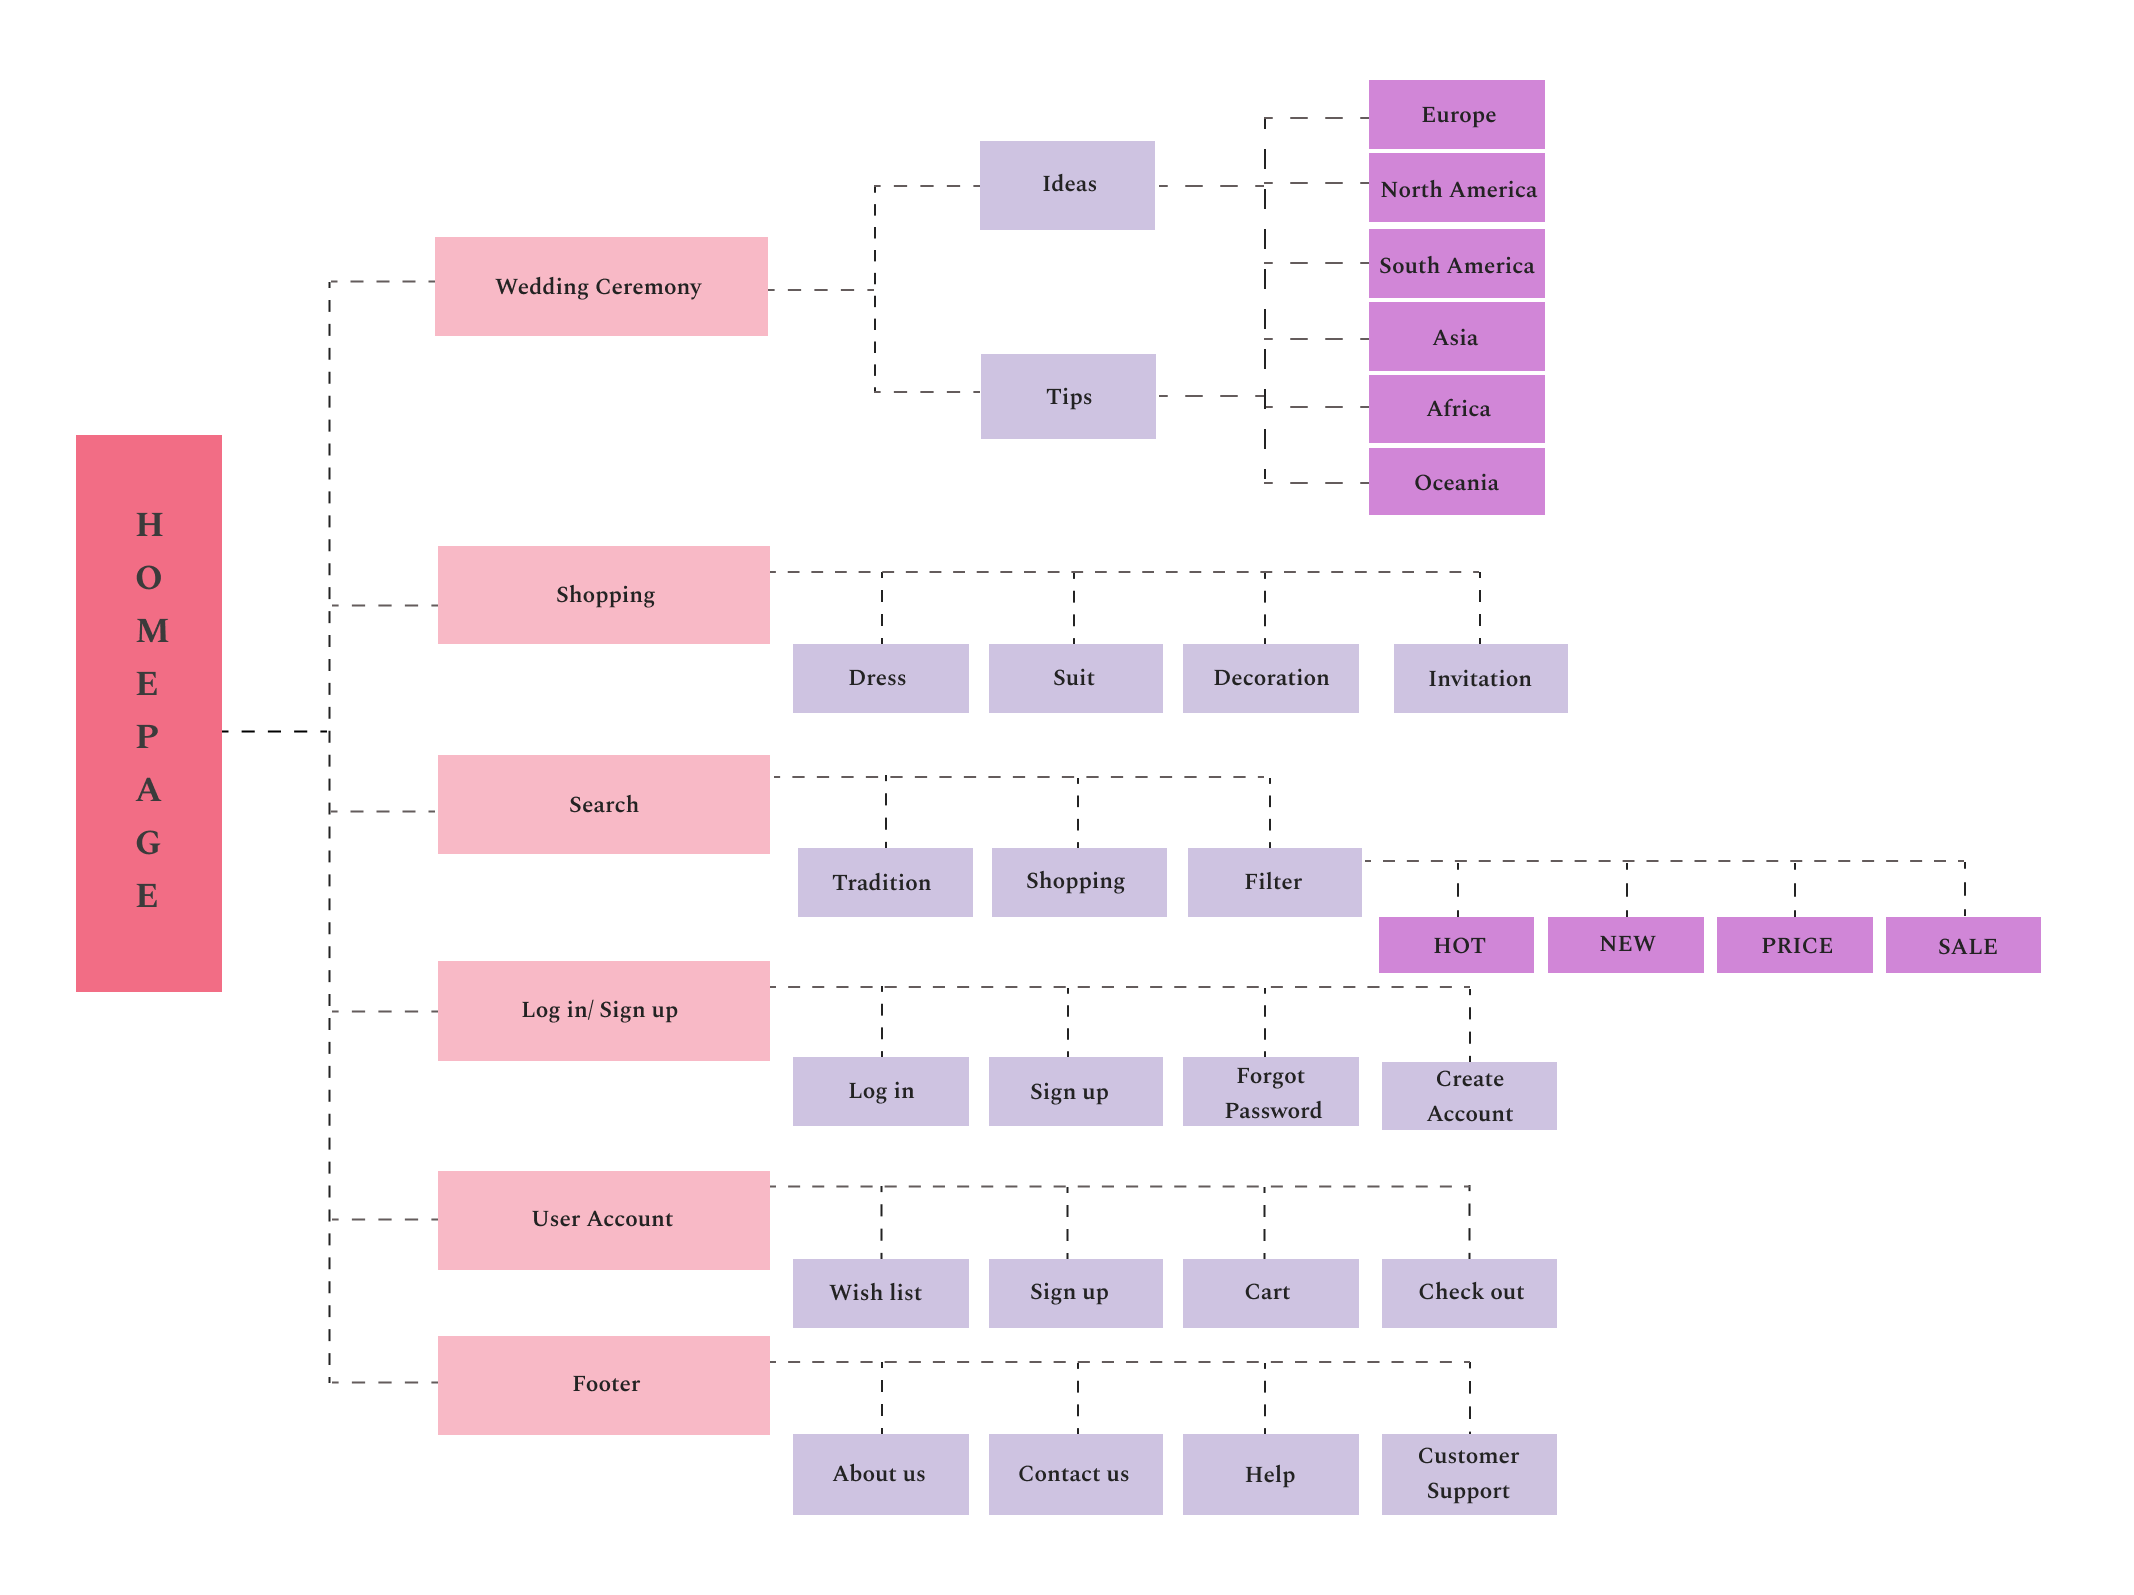 H
O
M
E
P
A
G
E
Wedding Ceremony
Ideas
Tips
Europe
North America
South America
Asia
Africa
Oceania
Shopping
Dress
Suit
Decoration
Invitation
Search
Tradition
Shopping
Filter
HOT
NEW
PRICE
SALE
Log in/ Sign up
Log in
Sign up
Forgot
Password
Create
Account
User Account
Wish list
Sign up
Cart
Check out
Footer
About us
Contact us
Help
Customer
Support